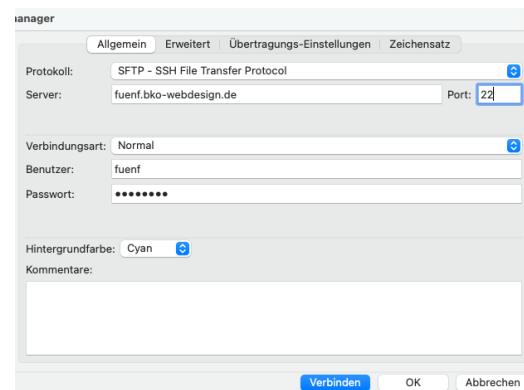 manager
Allgemein Erweitert Übertragungs-Einstellungen Zeichensatz
Protokoll: SFTP - SSH File Transfer Protocol
Server: fuenf.bko-webdesign.de Port: 22
Verbindungsart: Normal
Benutzer: fuenf
Passwort: ••••••••
Hintergrundfarbe: Cyan
Kommentare:
Verbinden OK Abbrechen